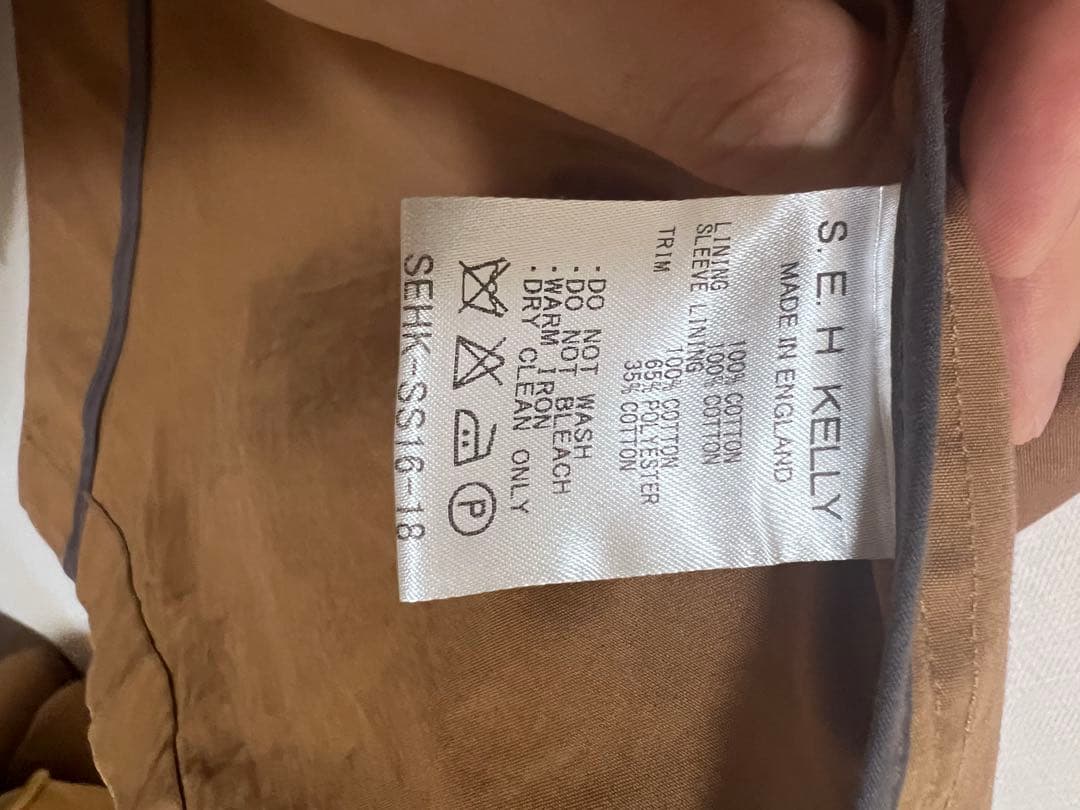 S.E.H KELLY
MADE IN ENGLAND
100% COTTON
LINING 100% COTTON
SLEEVE LINING
100% COTTON
TRIM 65% POLYESTER
35% COTTON
· DO NOT WASH
· DO NOT BLEACH
· WARM IRON
· DRY CLEAN ONLY
P
SEHK-SS16-18